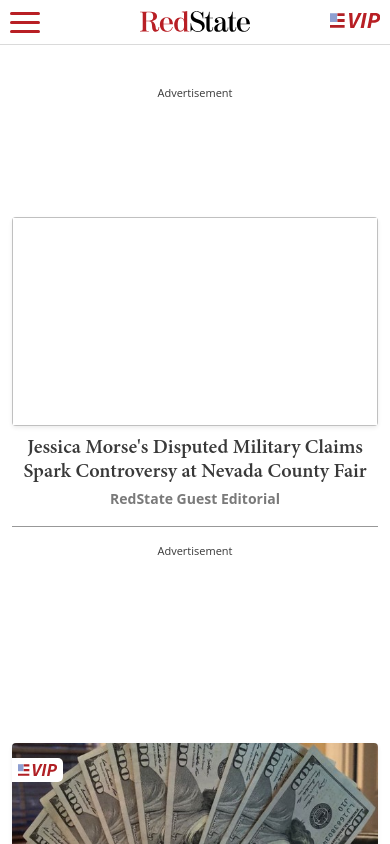 RedState
VIP
Advertisement
Jessica Morse's Disputed Military Claims
Spark Controversy at Nevada County Fair
RedState Guest Editorial
Advertisement
VIP